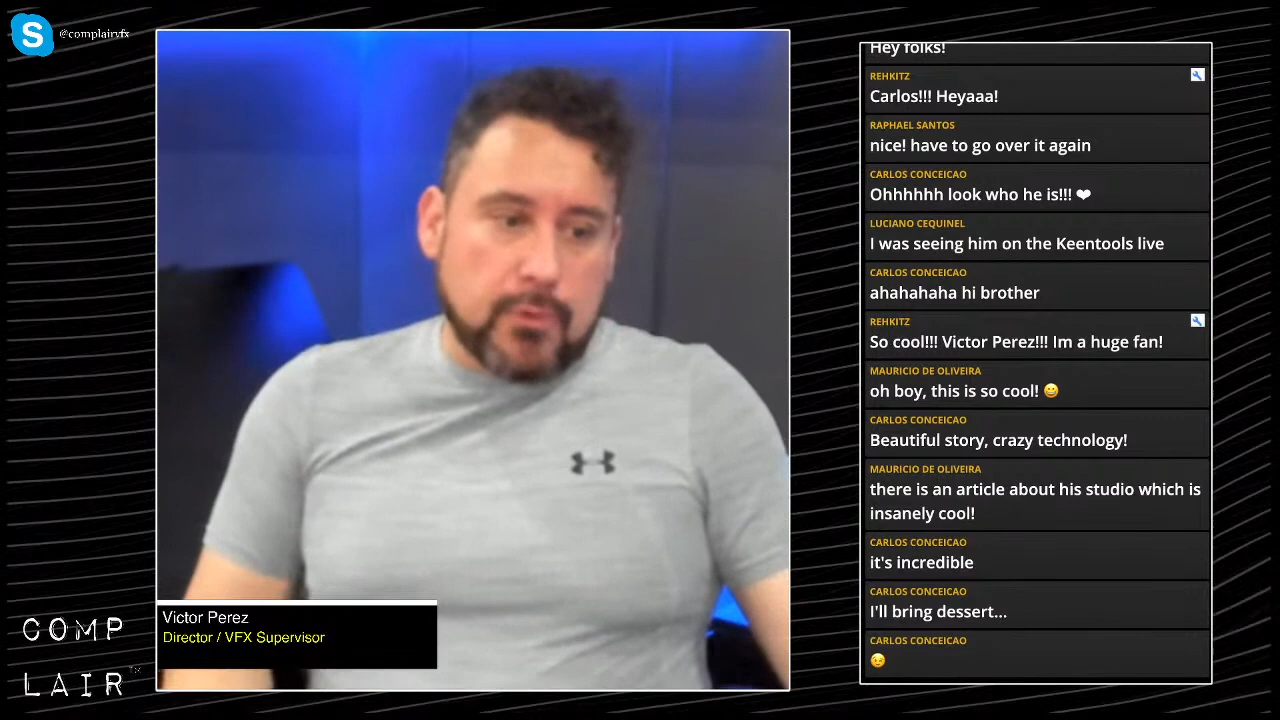 S
@complairvfx
Victor Perez
Director / VFX Supervisor
COMP
LAIR™
Hey folks!
REHKITZ
Carlos!!! Heyaaa!
RAPHAEL SANTOS
nice! have to go over it again
CARLOS CONCEICAO
Ohhhhhh look who he is!!! ❤
LUCIANO CEQUINEL
I was seeing him on the Keentools live
CARLOS CONCEICAO
ahahahaha hi brother
REHKITZ
So cool!!! Victor Perez!!! Im a huge fan!
MAURICIO DE OLIVEIRA
oh boy, this is so cool! 😀
CARLOS CONCEICAO
Beautiful story, crazy technology!
MAURICIO DE OLIVEIRA
there is an article about his studio which is
insanely cool!
CARLOS CONCEICAO
it's incredible
CARLOS CONCEICAO
I'll bring dessert...
CARLOS CONCEICAO
😉